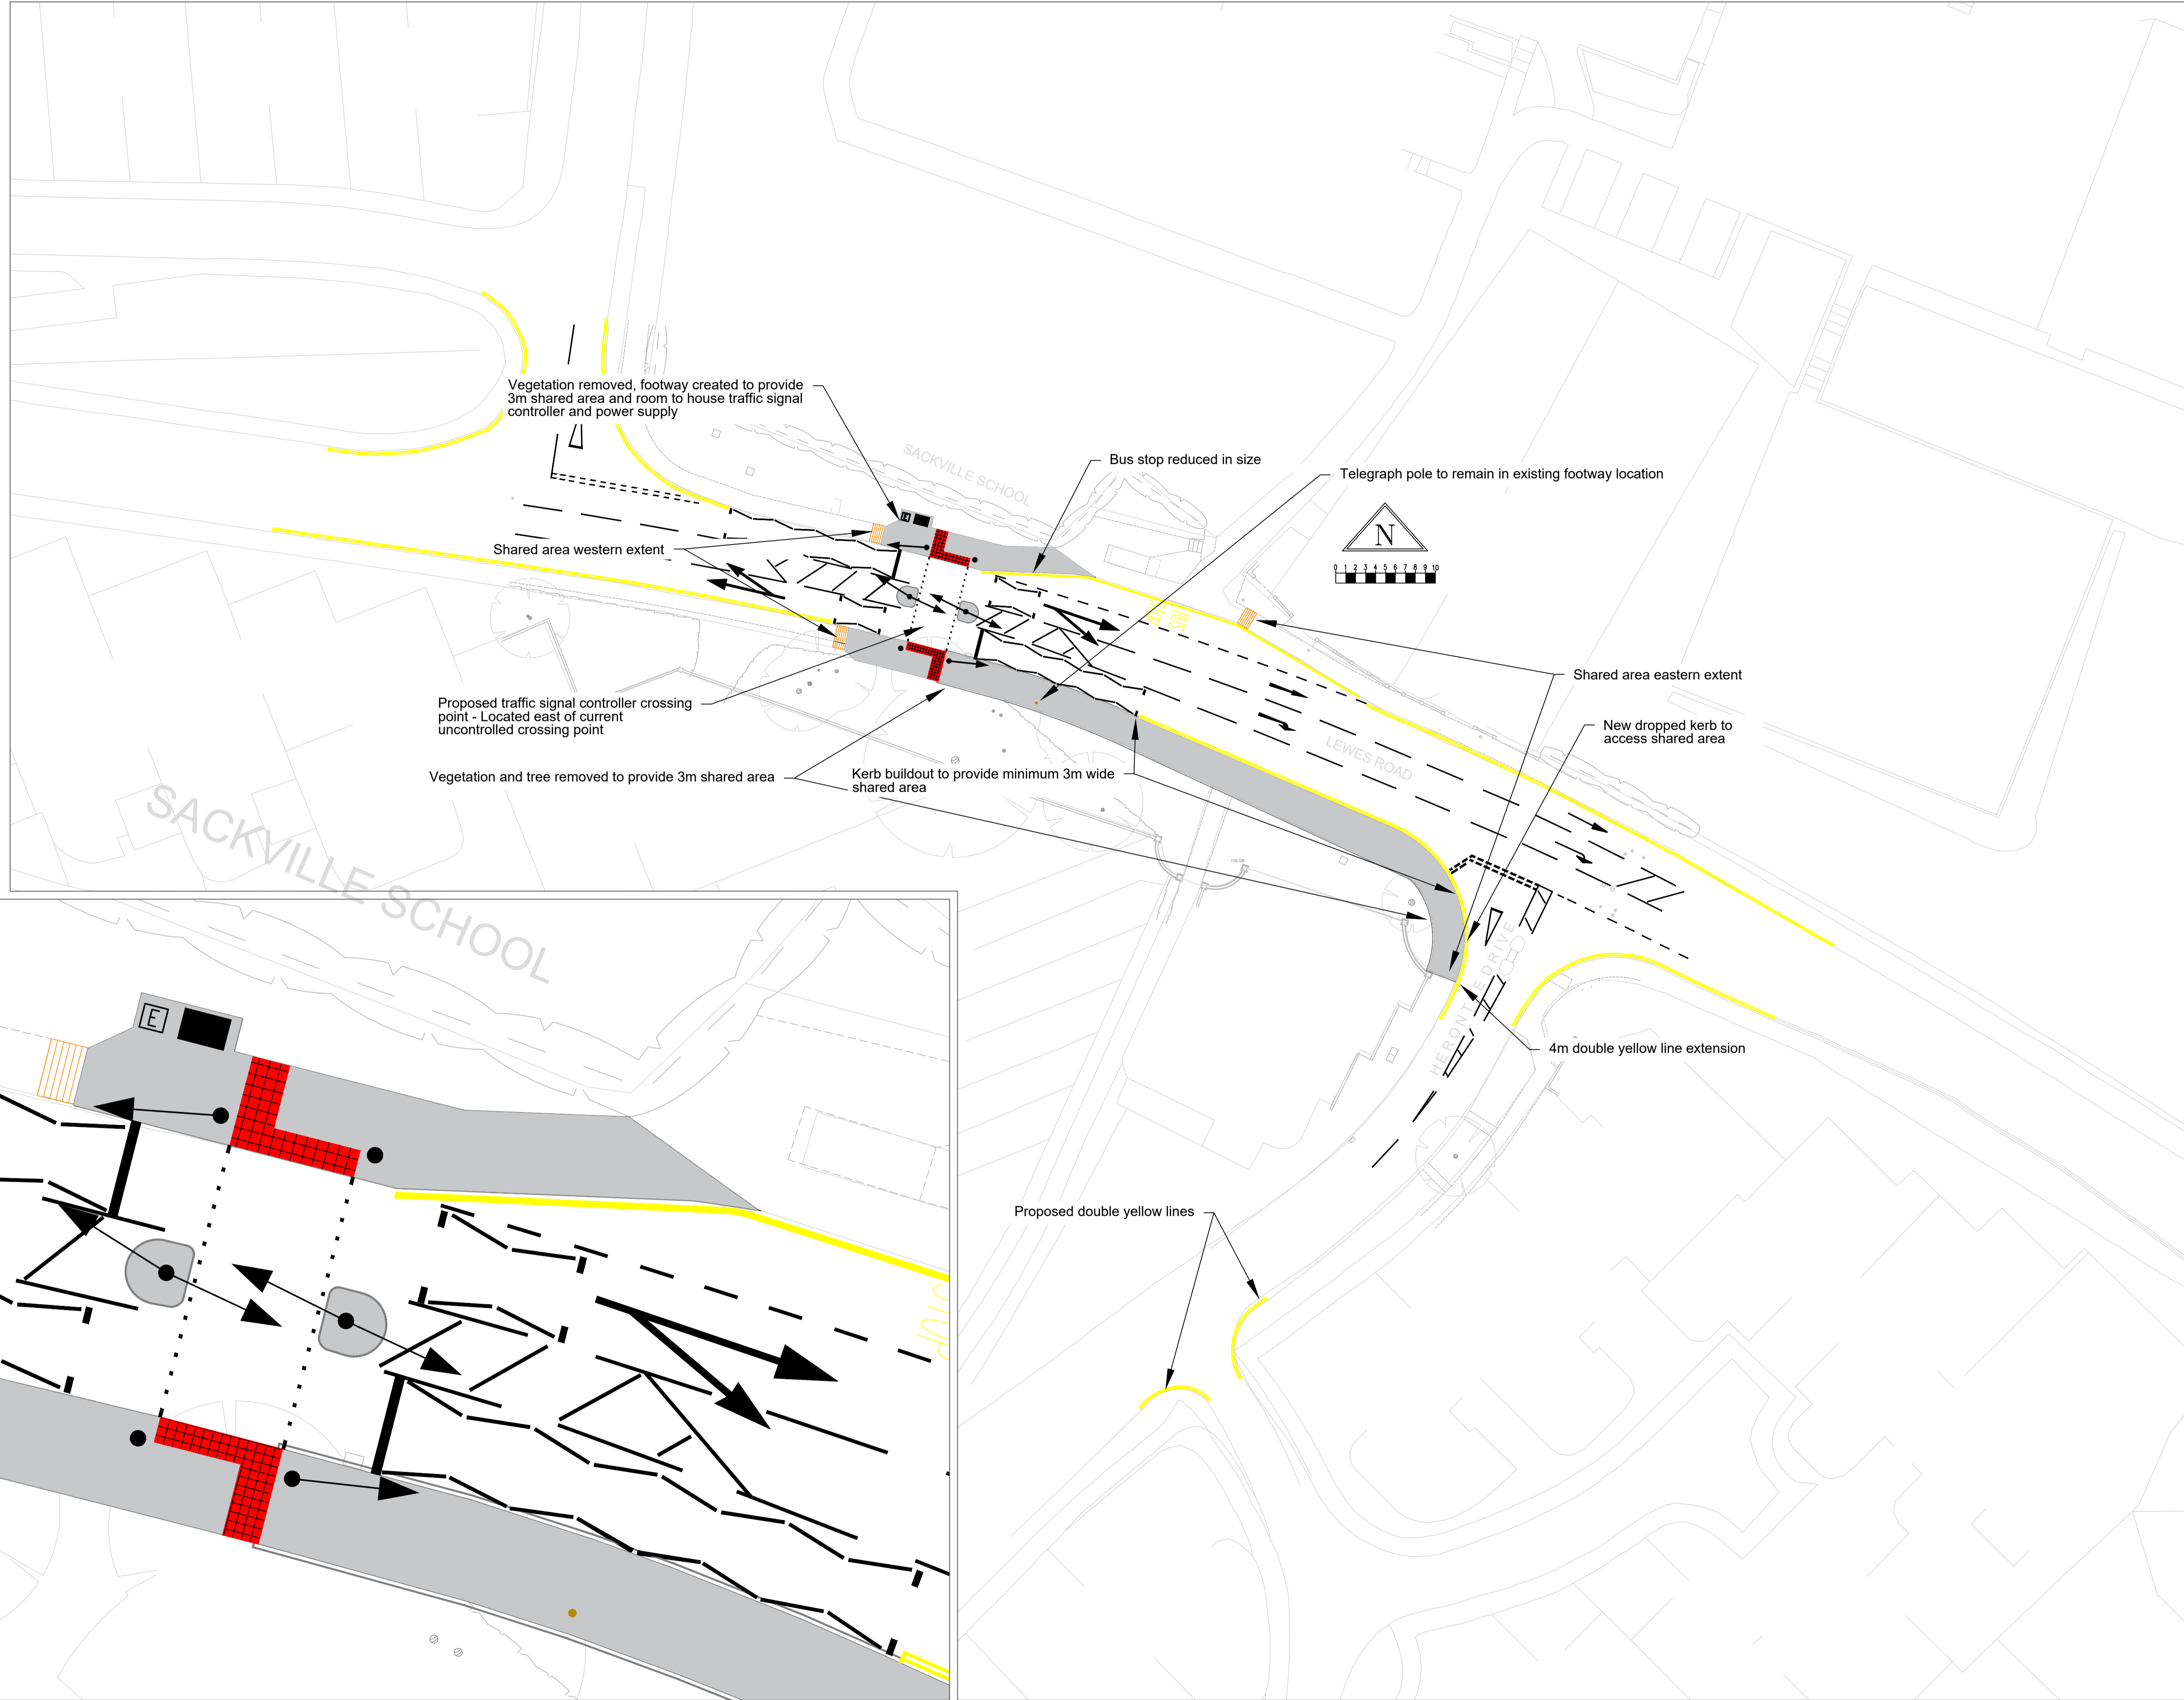 Vegetation removed, footway created to provide
3m shared area and room to house traffic signal
controller and power supply
SACKVILLE SCHOOL
Bus stop reduced in size
Telegraph pole to remain in existing footway location
N
0 1 2 3 4 5 6 7 8 9 10
E
Shared area western extent
Shared area eastern extent
Proposed traffic signal controller crossing
point - Located east of current
uncontrolled crossing point
New dropped kerb to
access shared area
LEWES ROAD
Vegetation and tree removed to provide 3m shared area
Kerb buildout to provide minimum 3m wide
shared area
SACKVILLE SCHOOL
HERONTYE DRIVE
4m double yellow line extension
E
Proposed double yellow lines